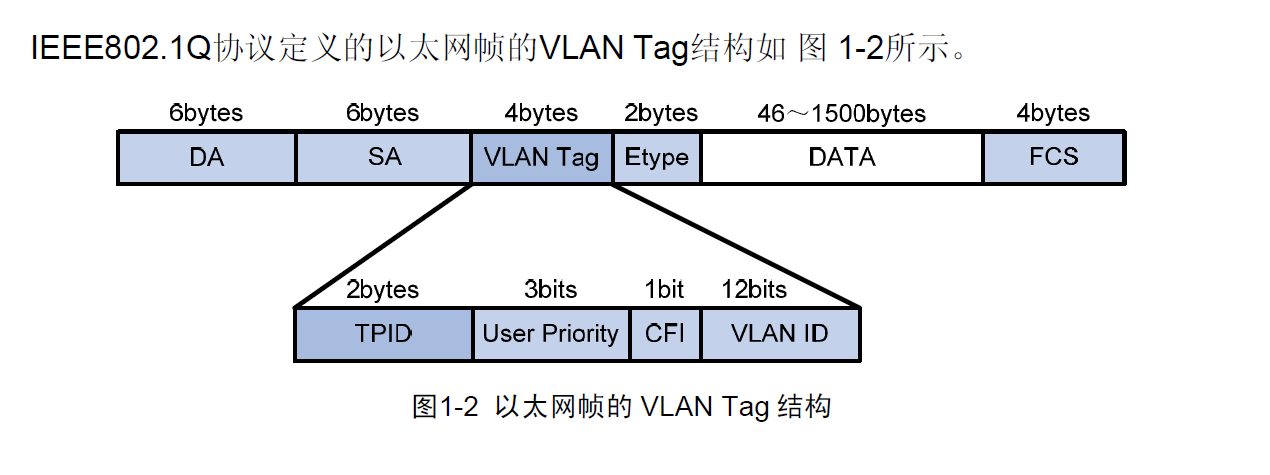 IEEE802.1Q协议定义的以太网帧的VLAN Tag结构如 图 1-2所示。
6bytes 6bytes 4bytes 2bytes 46～1500bytes 4bytes
DA SA VLAN Tag Etype DATA FCS
2bytes 3bits 1bit 12bits
TPID User Priority CFI VLAN ID
图1-2 以太网帧的 VLAN Tag 结构